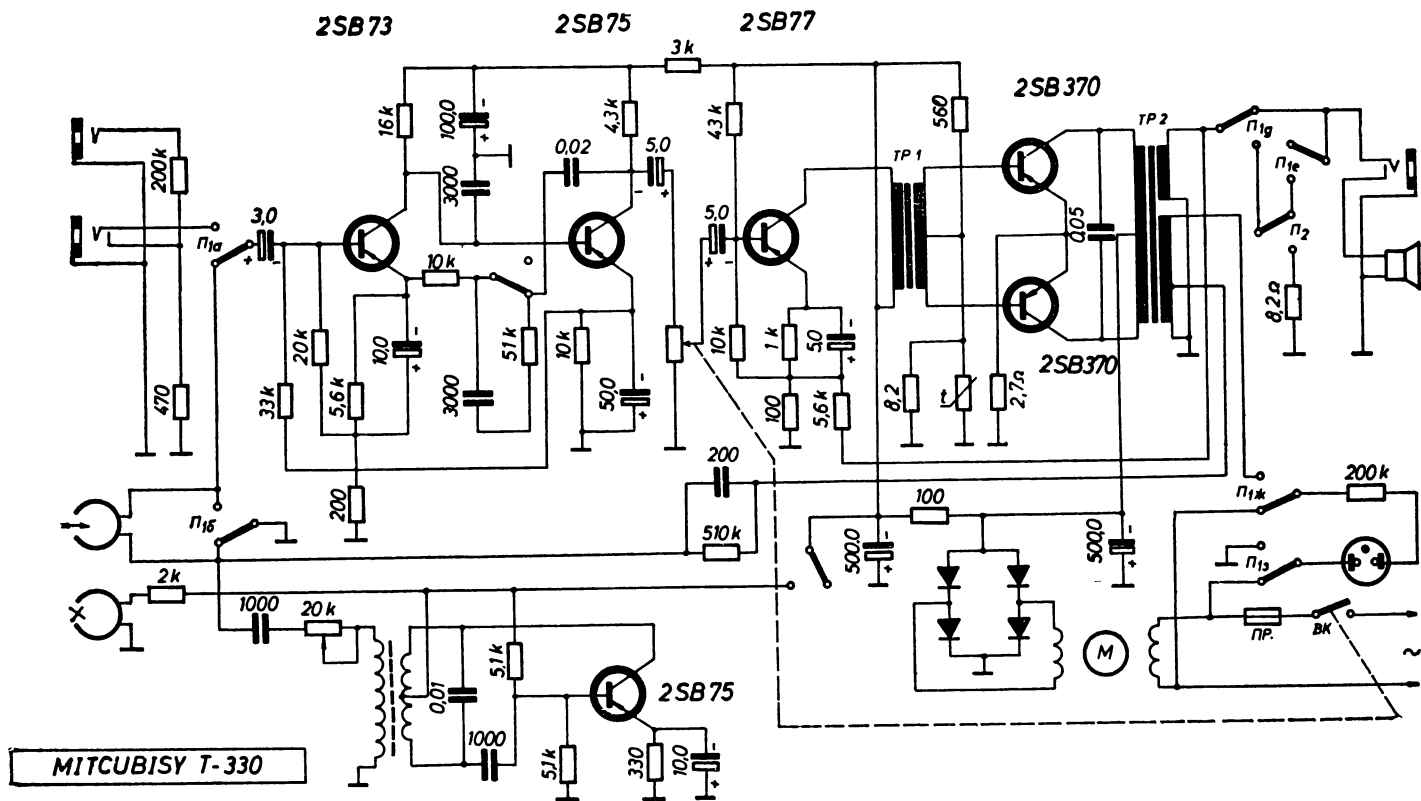 2SB73
2SB75
2SB77
3k
2SB370
16k
100,0
-
+
4,3k
43k
560
TP 2
П1g
200k
0,02
5,0
-
+
TP 1
П1e
3000
3,0
+
-
П1a
5,0
+
-
0,05
П2
10k
8,2Ω
20k
10,0
-
+
51k
10k
10k
1k
5,0
-
+
2SB370
470
33k
5,6k
3000
50,0
-
+
100
5,6k
8,2
t
2,7Ω
200
П1ж
200k
200
П1б
510k
100
500,0
-
+
500,0
-
+
П1з
2k
1000
20k
ПР.
ВК
M
~
5,1k
0,01
2SB75
1000
5,1k
330
10,0
-
+
MITCUBISY T-330